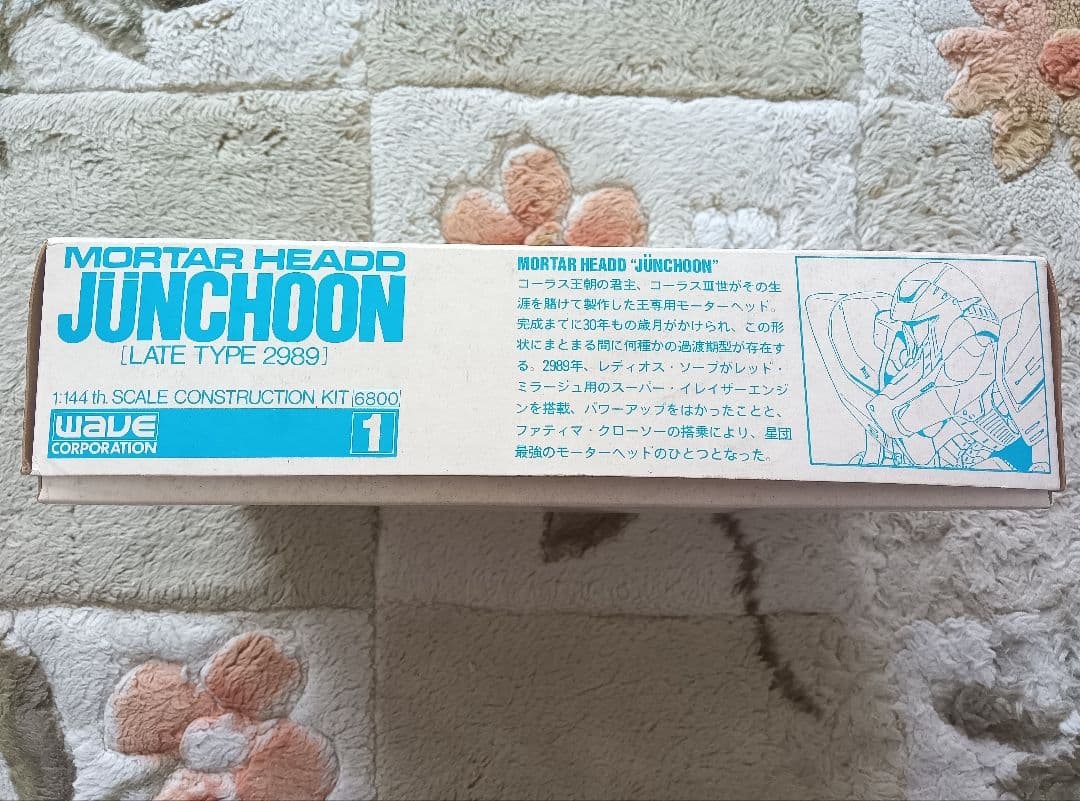 MORTAR HEADD
JÜNCHOON
[LATE TYPE 2989]
1:144 th. SCALE CONSTRUCTION KIT 6800
wave
CORPORATION
1
MORTAR HEADD "JÜNCHOON"
コーラス王朝の君主、コーラスⅢ世がその生
涯を賭けて製作した王専用モーターヘッド。
完成までに30年もの歳月がかけられ、この形
状にまとまる間に何種かの過渡期型が存在す
る。2989年、レディオス・ソープがレッド・
ミラージュ用のスーパー・イレイザーエンジ
ンを搭載、パワーアップをはかったことと、
ファティマ・クローソーの搭乗により、星団
最強のモーターヘッドのひとつとなった。